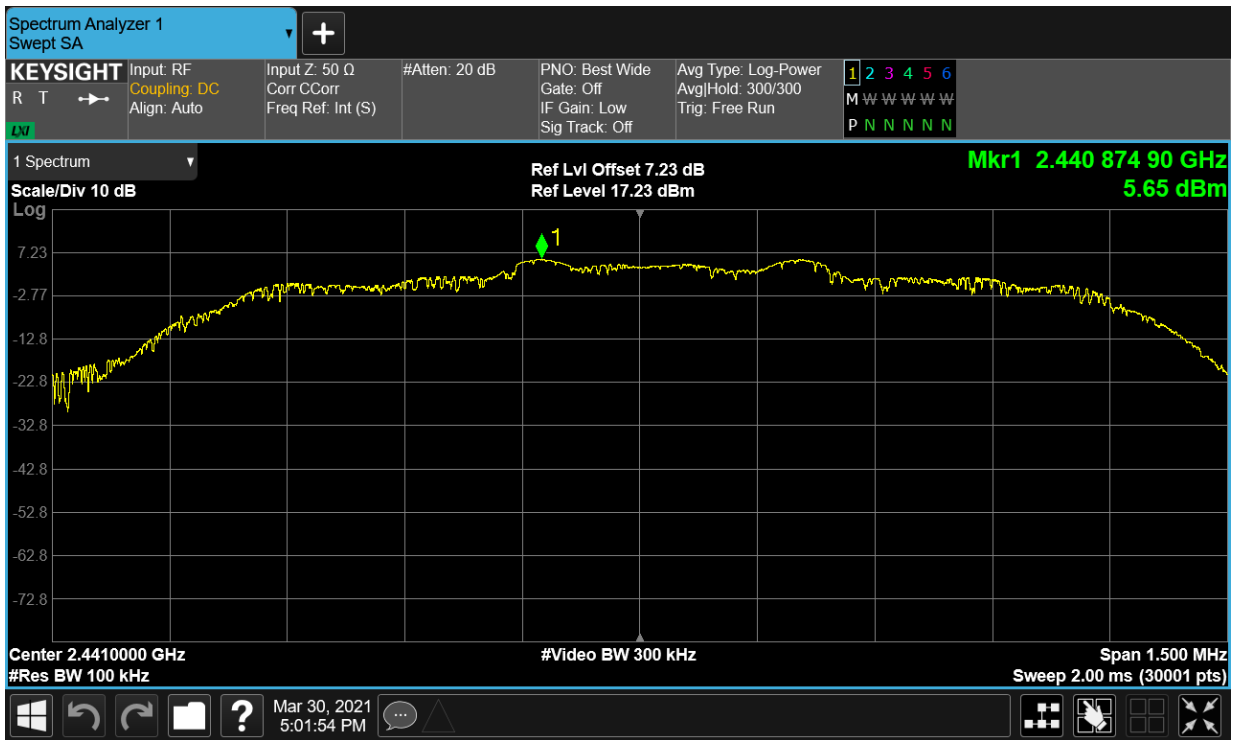 Spectrum Analyzer 1
Swept SA
+
KEYSIGHT
R T
LXI
Input: RF
Coupling: DC
Align: Auto
Input Z: 50 Ω
Corr CCorr
Freq Ref: Int (S)
#Atten: 20 dB
PNO: Best Wide
Gate: Off
IF Gain: Low
Sig Track: Off
Avg Type: Log-Power
Avg|Hold: 300/300
Trig: Free Run
1 2 3 4 5 6
M W W W W W
P N N N N N
1 Spectrum
Scale/Div 10 dB
Log
Ref Lvl Offset 7.23 dB
Ref Level 17.23 dBm
Mkr1 2.440 874 90 GHz
5.65 dBm
1
7.23
-2.77
-12.8
-22.8
-32.8
-42.8
-52.8
-62.8
-72.8
Center 2.4410000 GHz
#Res BW 100 kHz
#Video BW 300 kHz
Span 1.500 MHz
Sweep 2.00 ms (30001 pts)
?
Mar 30, 2021
5:01:54 PM